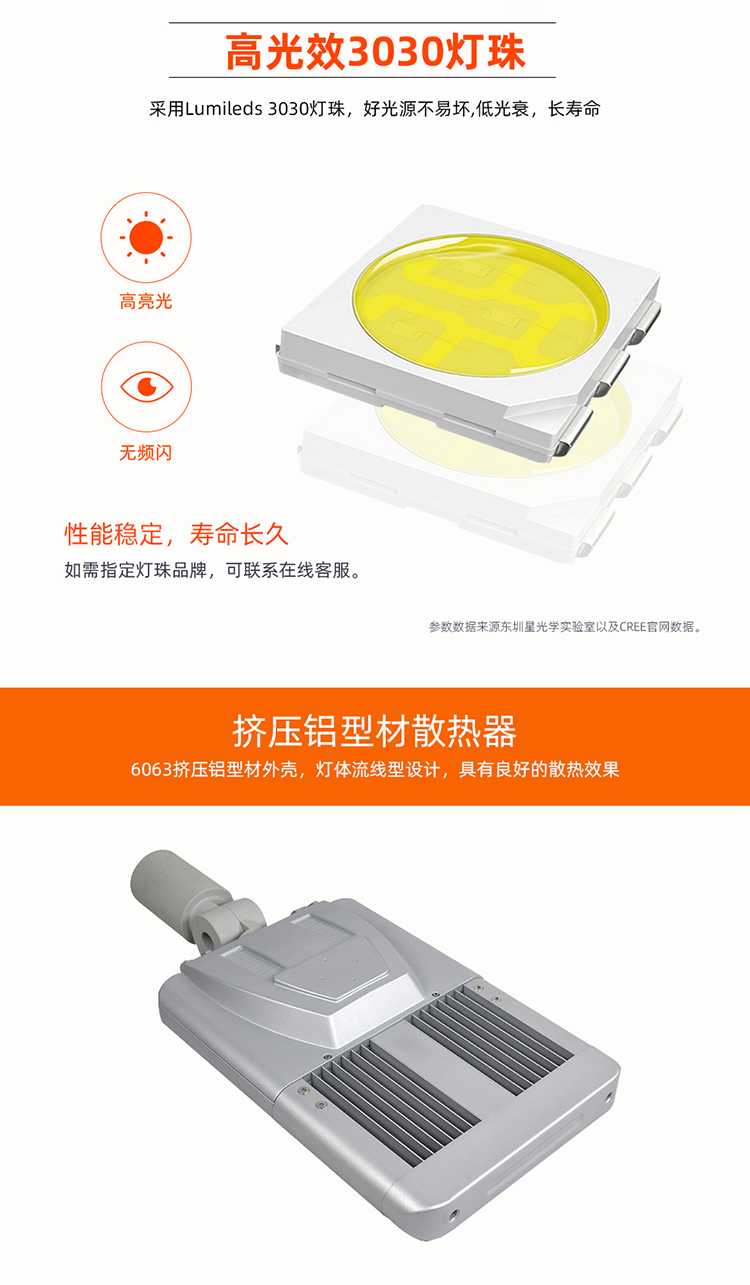 高光效3030灯珠
采用Lumileds 3030灯珠，好光源不易坏,低光衰，长寿命
高亮光
无频闪
性能稳定，寿命长久
如需指定灯珠品牌，可联系在线客服。
参数数据来源东圳星光学实验室以及CREE官网数据。
挤压铝型材散热器
6063挤压铝型材外壳，灯体流线型设计，具有良好的散热效果